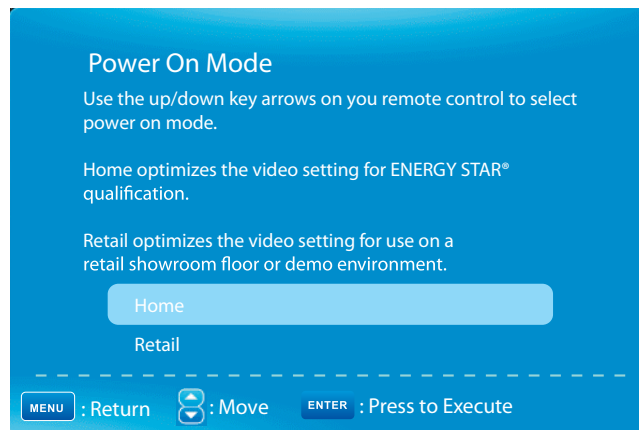 Power On Mode
Use the up/down key arrows on you remote control to select
power on mode.
Home optimizes the video setting for ENERGY STAR®
qualification.
Retail optimizes the video setting for use on a
retail showroom floor or demo environment.
Home
Retail
MENU : Return : Move ENTER : Press to Execute